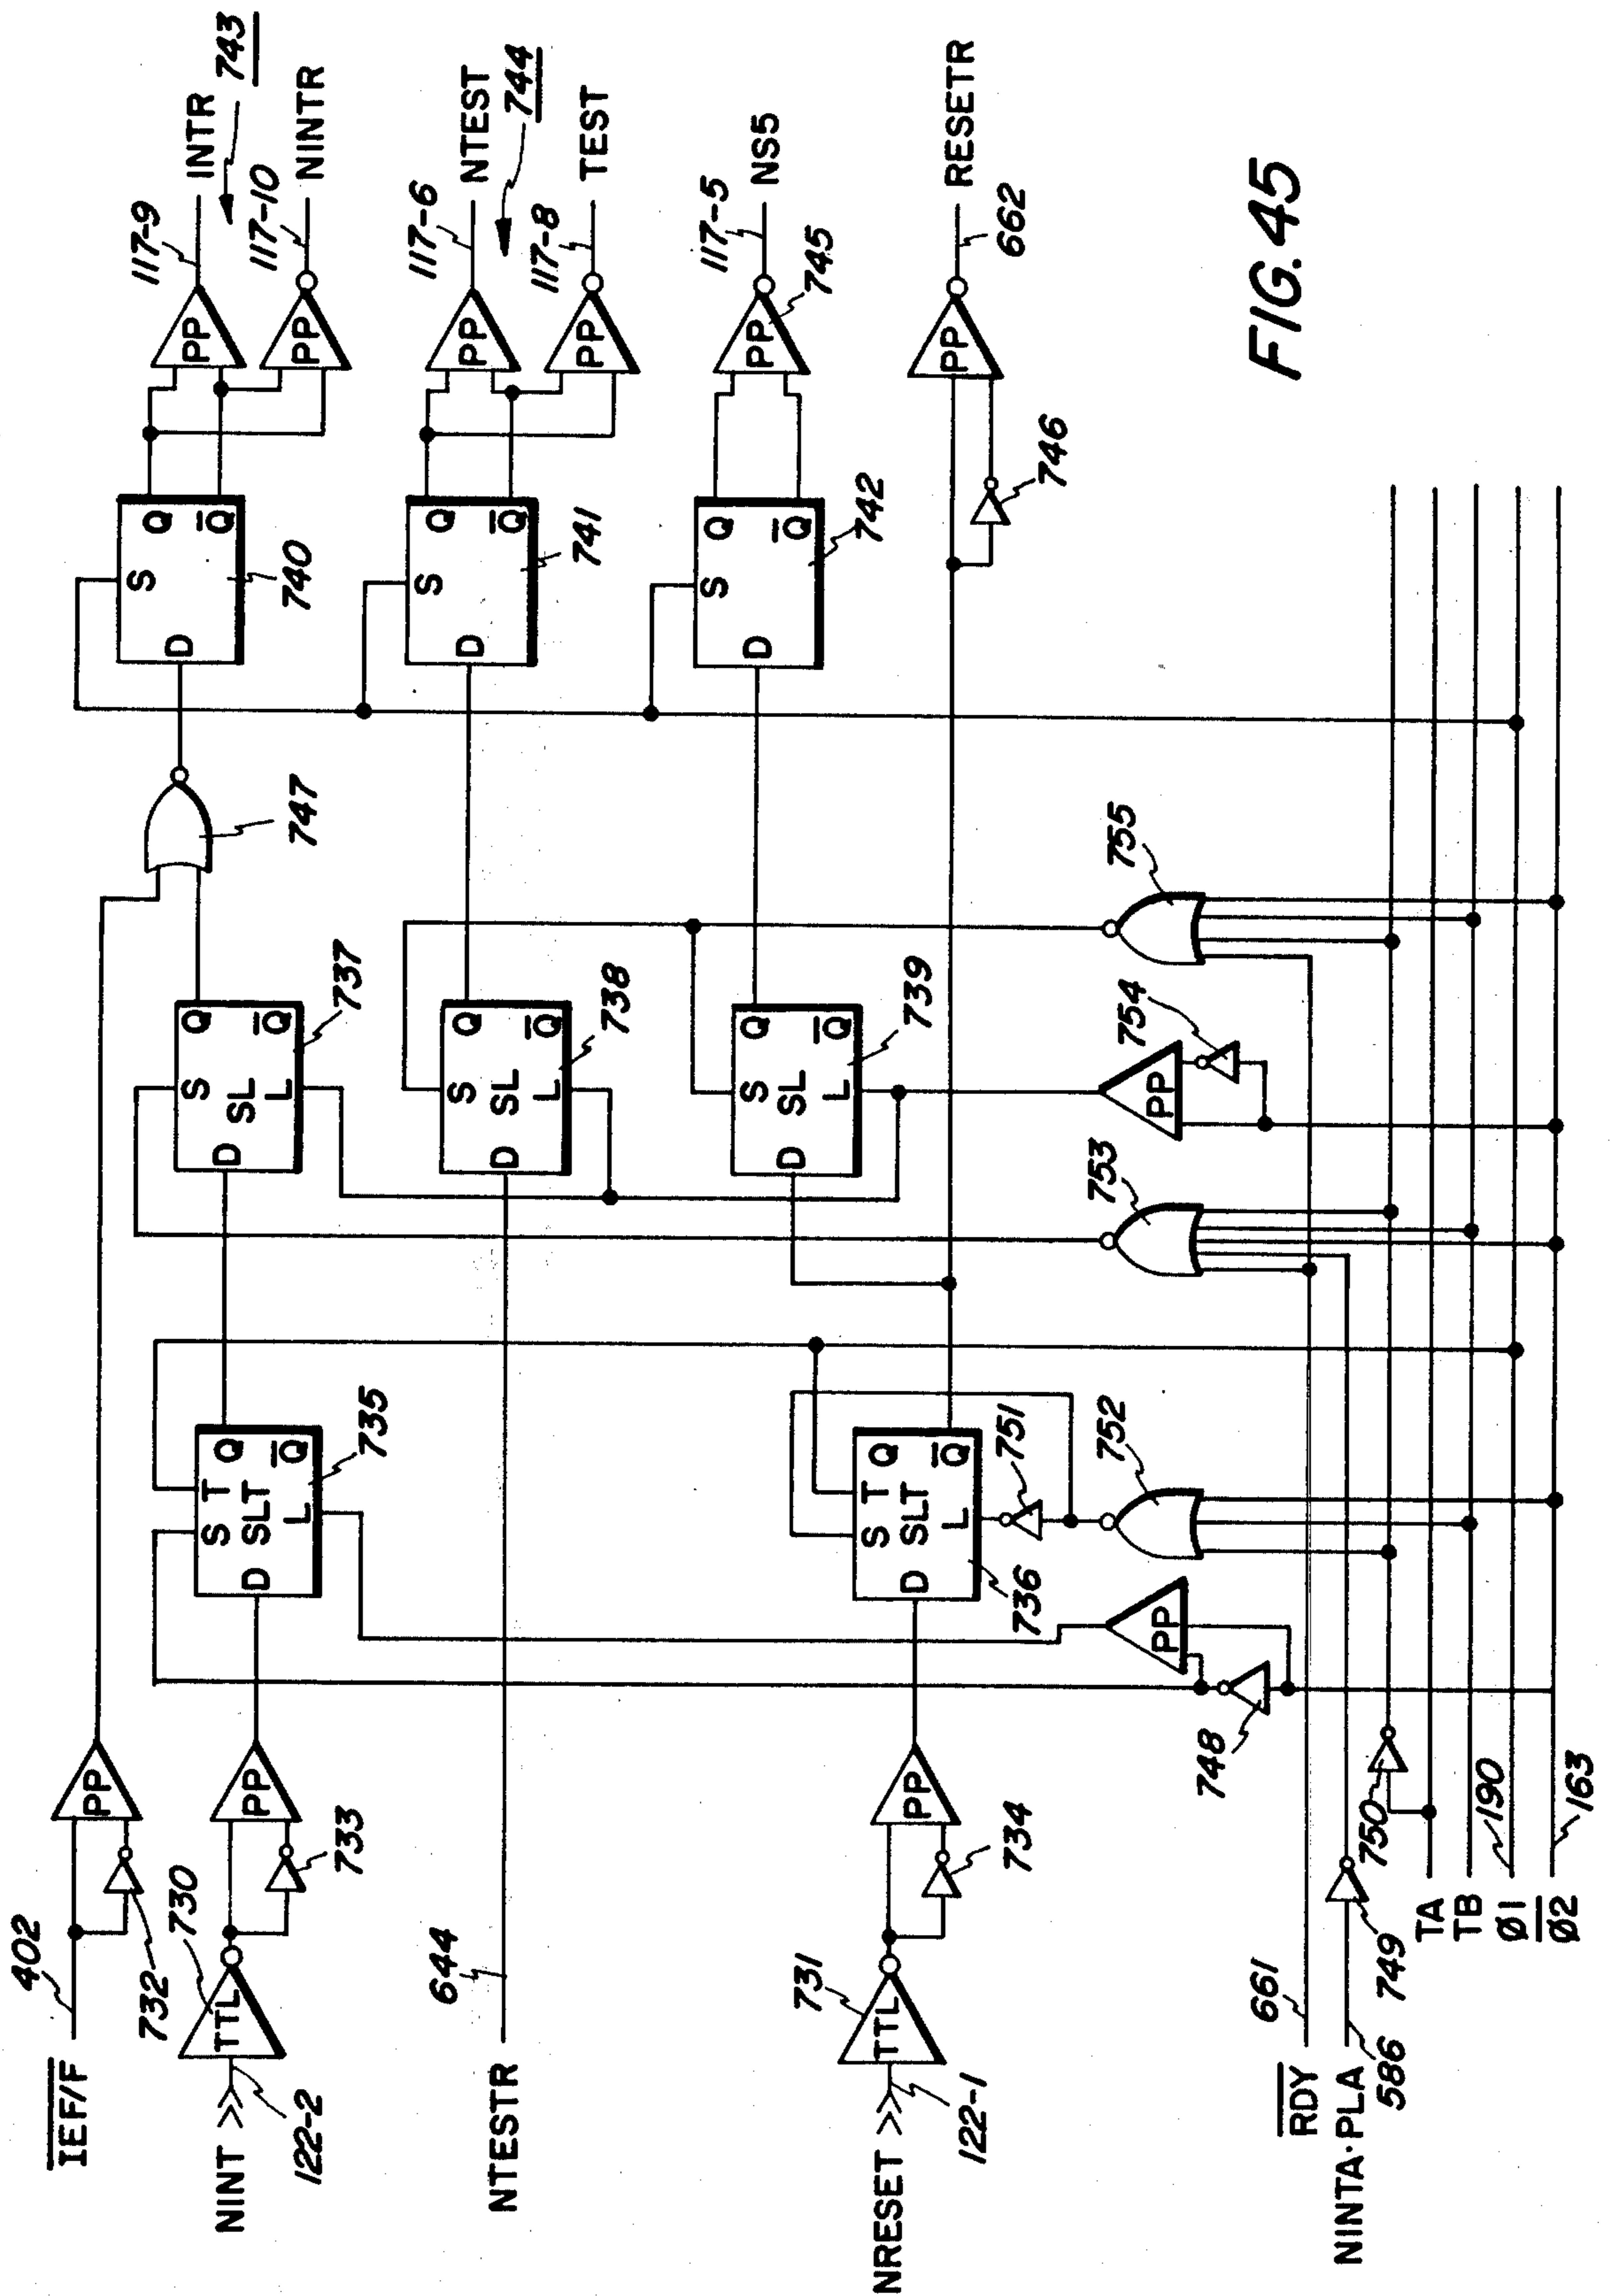 402
IEF/F
PP
732
730
NINT
TTL
122-2
733
PP
D
S
T
SLT
L
Q
Q
735
D
S
SL
L
Q
Q
737
747
D
S
Q
Q
740
PP
117-9
INTR
743
PP
117-10
NINTR
NTESTR
644
D
S
SL
L
Q
Q
738
D
S
Q
Q
741
PP
117-6
NTEST
744
PP
117-8
TEST
NRESET
122-1
TTL
731
PP
734
D
S
T
SLT
L
Q
Q
736
751
752
D
S
SL
L
Q
Q
739
D
S
Q
Q
742
PP
745
117-5
NS5
746
PP
662
RESETR
748
PP
753
PP
754
755
RDY
661
NINTA·PLA
586
749
750
TA
TB
Ø1
190
Ø2
163
FIG. 45